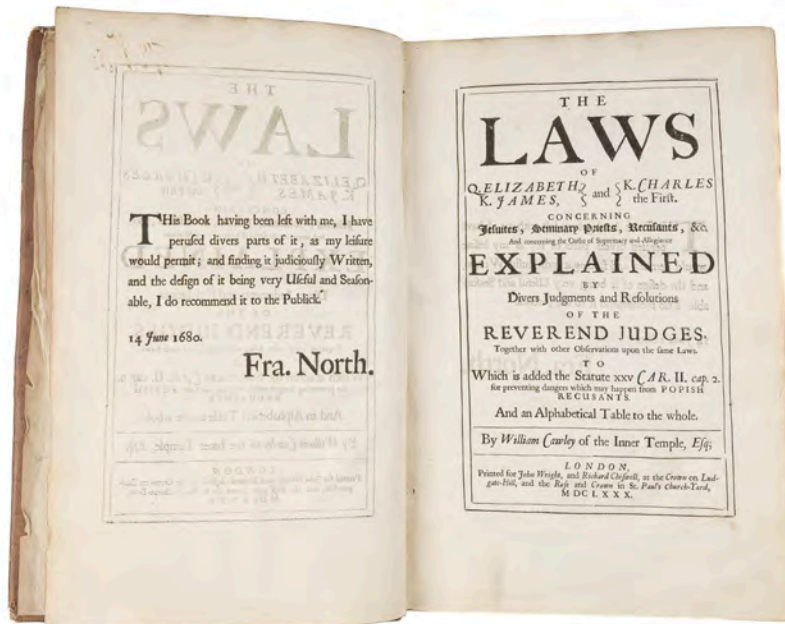 THis Book having been left with me, I have
perused divers parts of it, as my leisure
would permit; and finding it judiciously Written,
and the design of it being very Useful and Season-
able, I do recommend it to the Publick.
14 June 1680.
Fra. North.
THE
LAWS
OF
Q. ELIZABETH, K. JAMES, } and { K. CHARLES the First.
CONCERNING
Jesuites, Seminary Priests, Recusants, &c.
And concerning the Oaths of Supremacy and Allegiance
EXPLAINED
BY
Divers Judgments and Resolutions
OF THE
REVEREND JUDGES.
Together with other Observations upon the same Laws.
TO
Which is added the Statute xxv CAR. II. cap. 2.
for preventing dangers which may happen from POPISH
RECUSANTS.
And an Alphabetical Table to the whole.
By William Cawley of the Inner Temple, Esq;
LONDON,
Printed for John Wright, and Richard Chiswell, at the Crown on Lud-
gate-Hill, and the Rose and Crown in St. Paul's Church-Yard,
MDCLXXX.